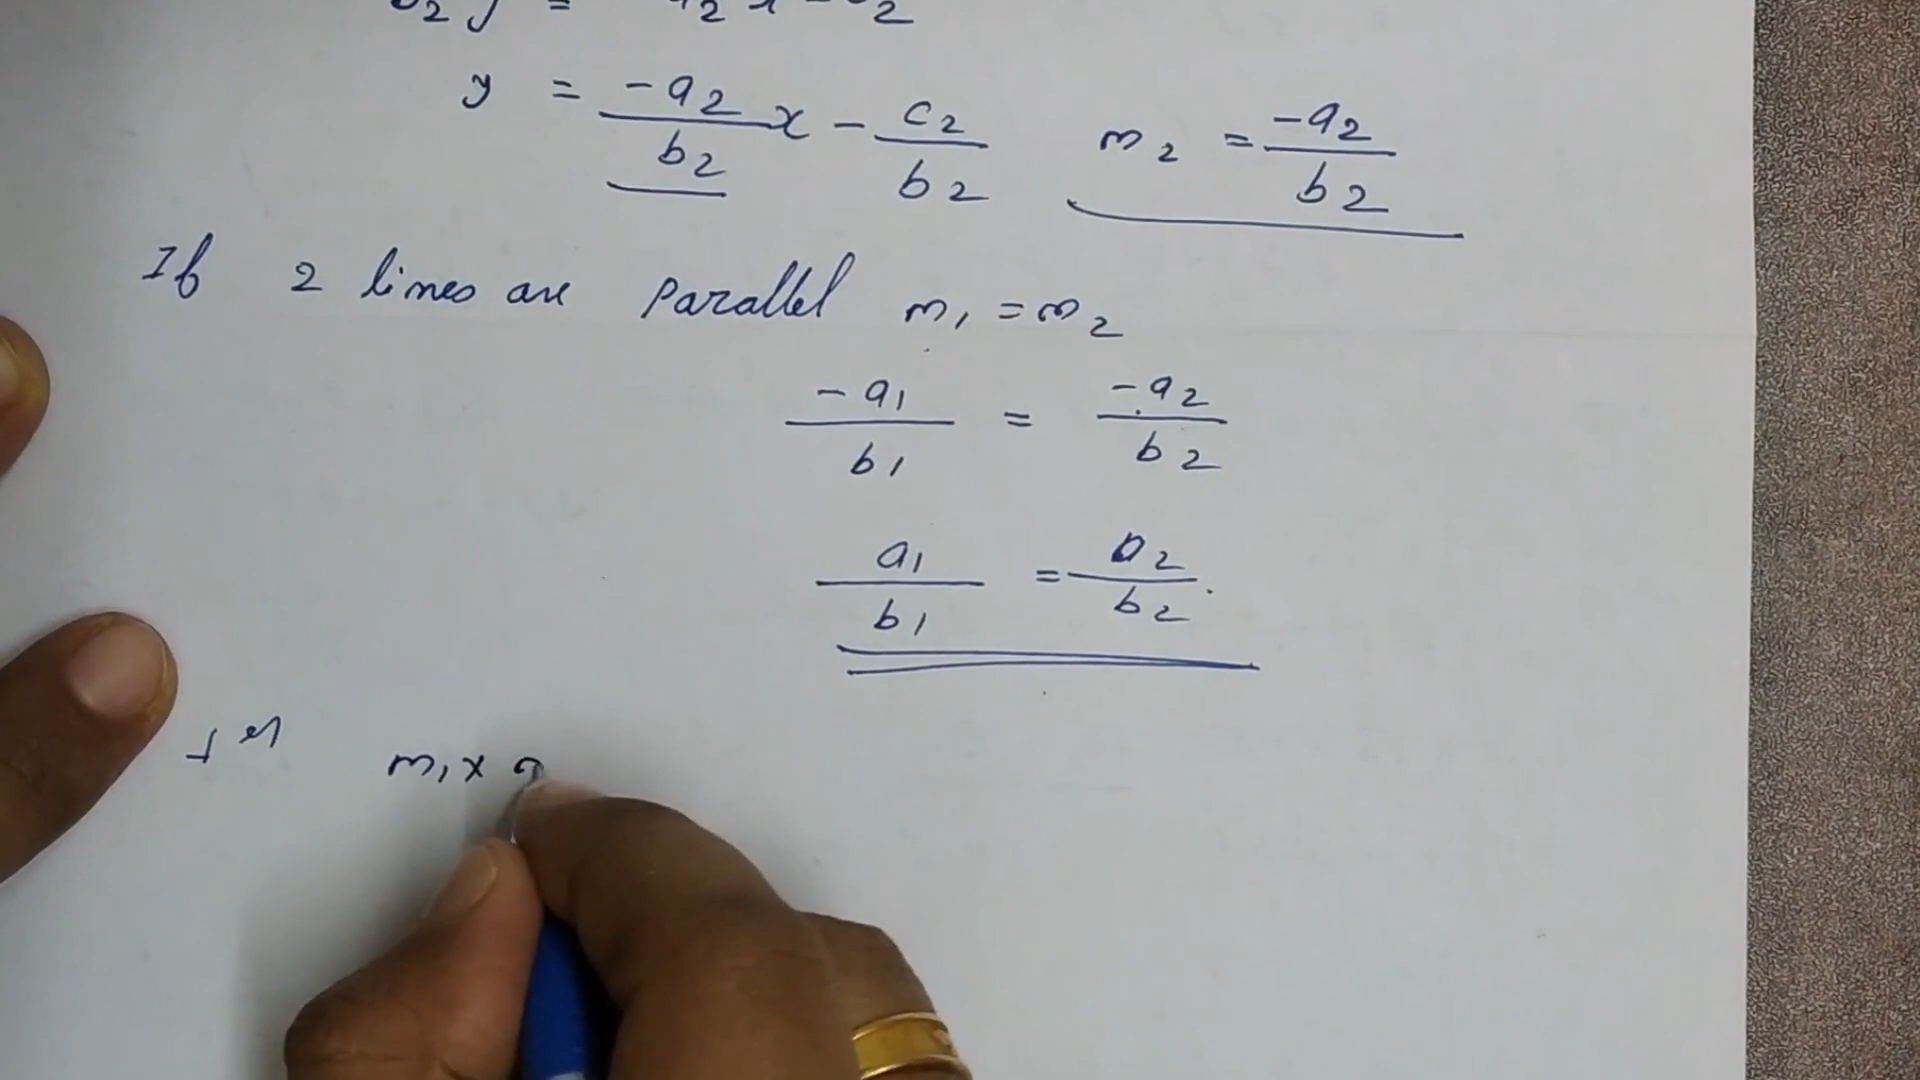 y = -a2/b2 x - c2/b2 m2 = -a2/b2
If 2 lines are parallel m1 = m2
-a1/b1 = -a2/b2
a1/b1 = a2/b2.
⊥er m1 x